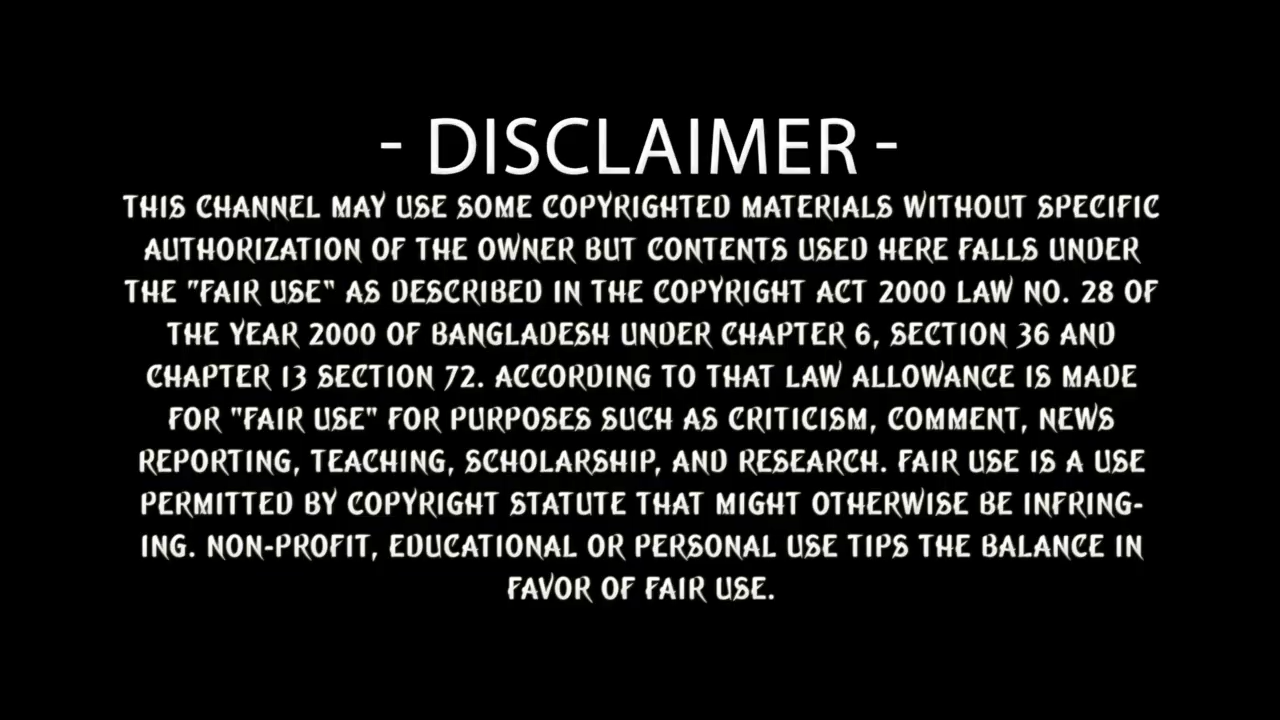 - DISCLAIMER -
THIS CHANNEL MAY USE SOME COPYRIGHTED MATERIALS WITHOUT SPECIFIC
AUTHORIZATION OF THE OWNER BUT CONTENTS USED HERE FALLS UNDER
THE "FAIR USE" AS DESCRIBED IN THE COPYRIGHT ACT 2000 LAW NO. 28 OF
THE YEAR 2000 OF BANGLADESH UNDER CHAPTER 6, SECTION 36 AND
CHAPTER 13 SECTION 72. ACCORDING TO THAT LAW ALLOWANCE IS MADE
FOR "FAIR USE" FOR PURPOSES SUCH AS CRITICISM, COMMENT, NEWS
REPORTING, TEACHING, SCHOLARSHIP, AND RESEARCH. FAIR USE IS A USE
PERMITTED BY COPYRIGHT STATUTE THAT MIGHT OTHERWISE BE INFRING-
ING. NON-PROFIT, EDUCATIONAL OR PERSONAL USE TIPS THE BALANCE IN
FAVOR OF FAIR USE.